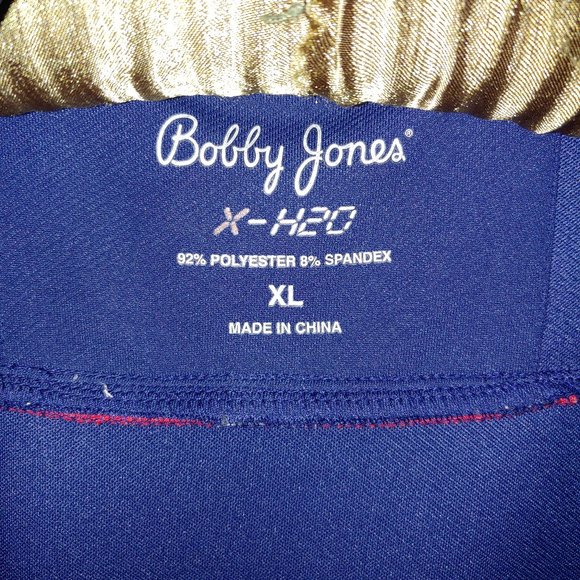 Bobby Jones®
X-H2O
92% POLYESTER 8% SPANDEX
XL
MADE IN CHINA